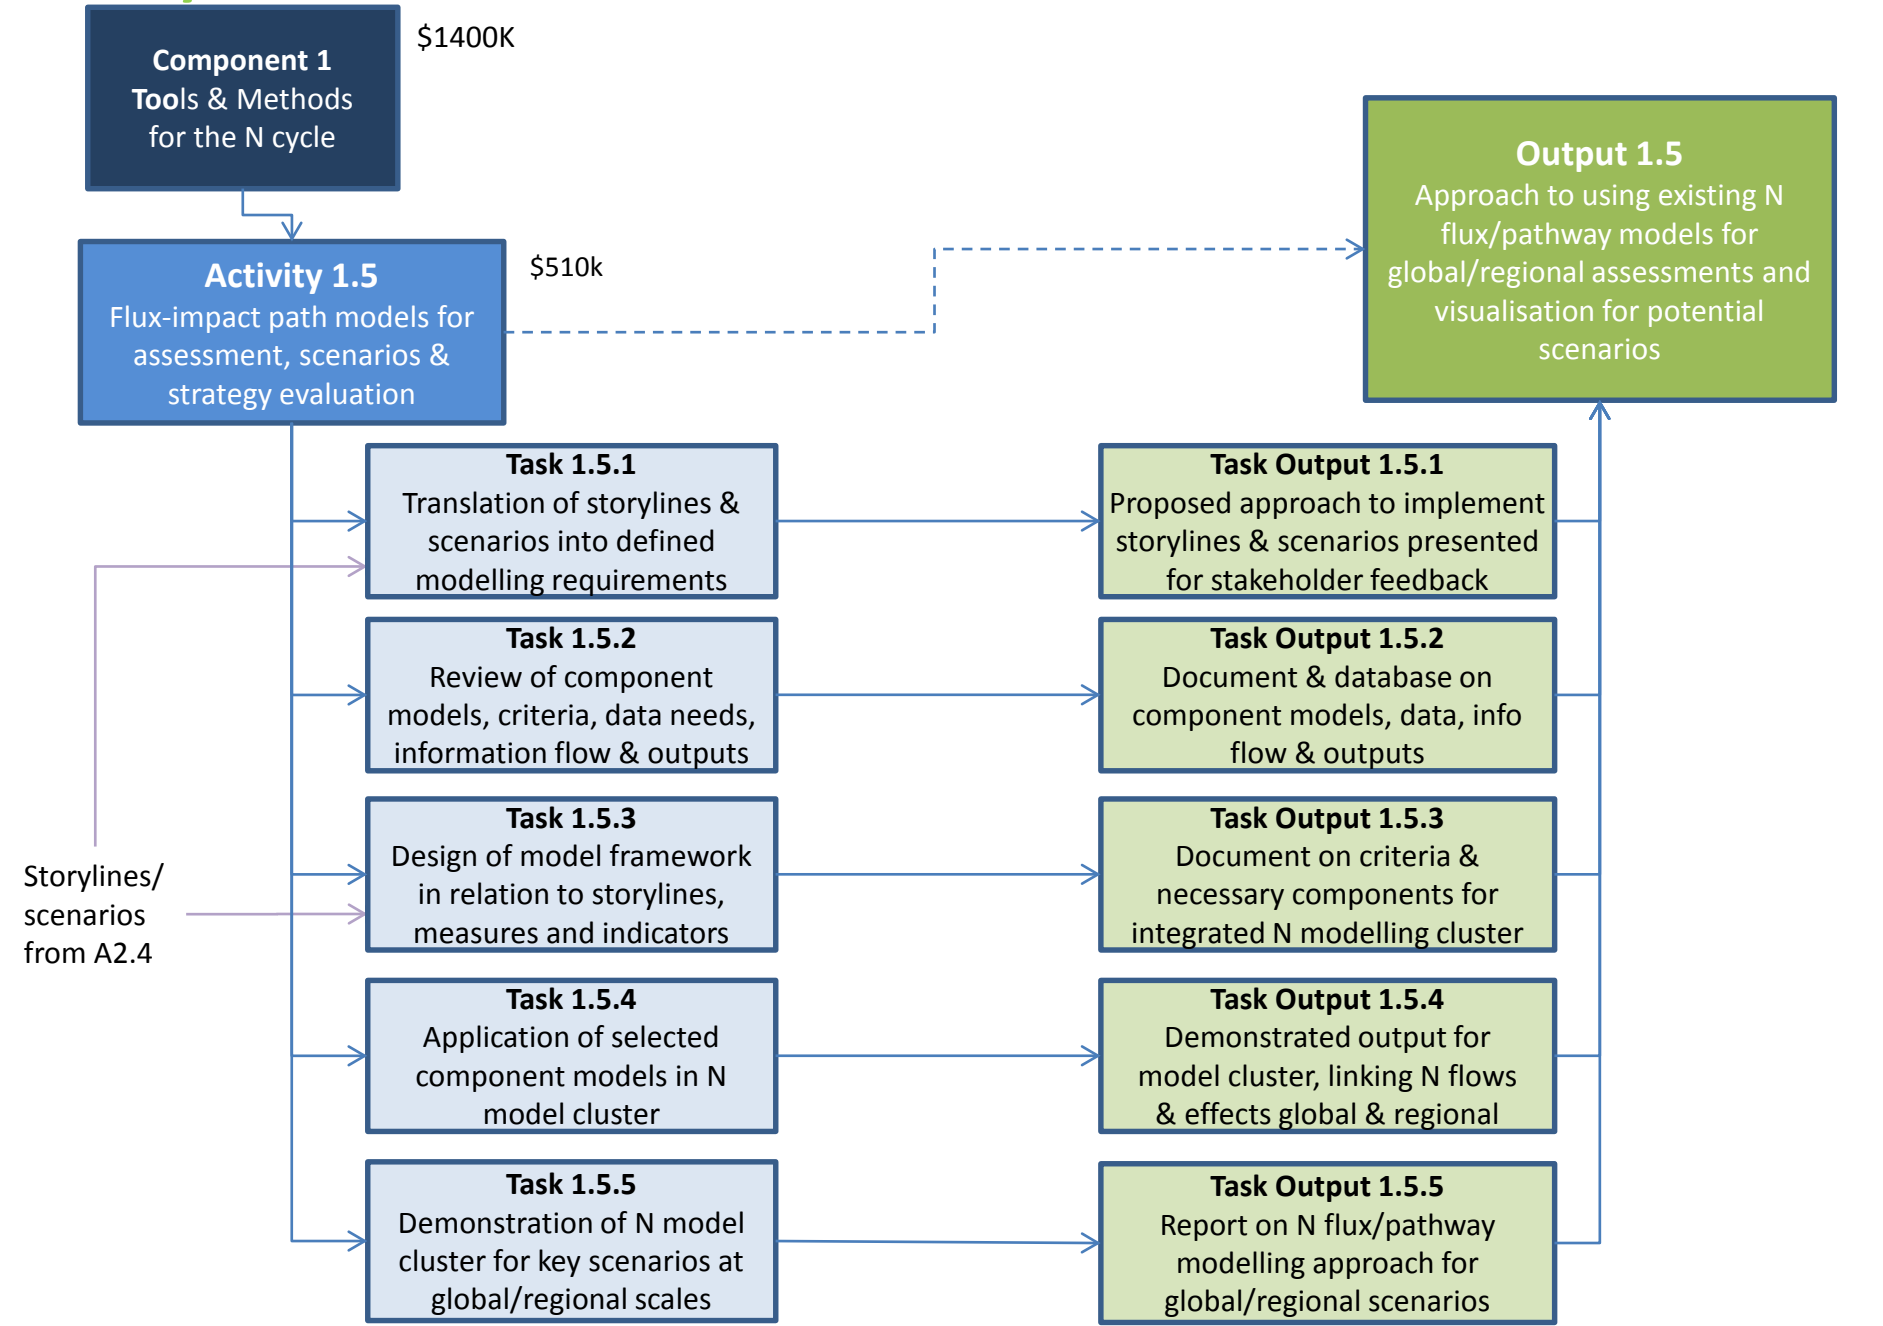 $1400K
Component 1
Tools & Methods
for the N cycle
Output 1.5
Approach to using existing N
flux/pathway models for
global/regional assessments and
visualisation for potential
scenarios
$510k
Activity 1.5
Flux-impact path models for
assessment, scenarios &
strategy evaluation
Task 1.5.1
Translation of storylines &
scenarios into defined
modelling requirements
Task Output 1.5.1
Proposed approach to implement
storylines & scenarios presented
for stakeholder feedback
Task 1.5.2
Review of component
models, criteria, data needs,
information flow & outputs
Task Output 1.5.2
Document & database on
component models, data, info
flow & outputs
Storylines/
scenarios
from A2.4
Task 1.5.3
Design of model framework
in relation to storylines,
measures and indicators
Task Output 1.5.3
Document on criteria &
necessary components for
integrated N modelling cluster
Task 1.5.4
Application of selected
component models in N
model cluster
Task Output 1.5.4
Demonstrated output for
model cluster, linking N flows
& effects global & regional
Task 1.5.5
Demonstration of N model
cluster for key scenarios at
global/regional scales
Task Output 1.5.5
Report on N flux/pathway
modelling approach for
global/regional scenarios